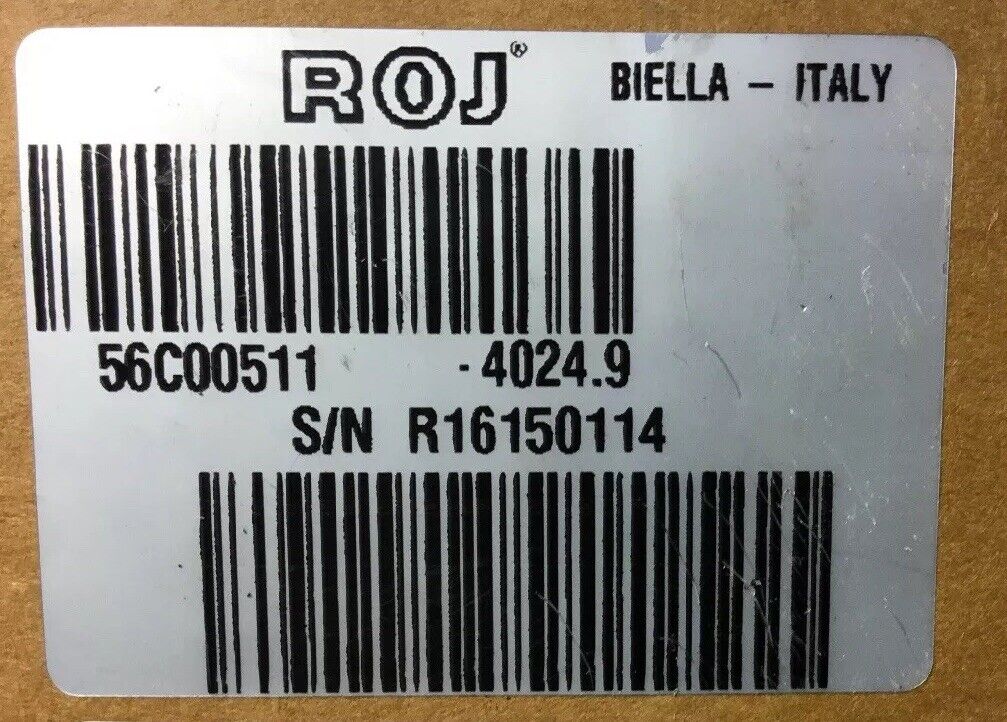 ROJ® BIELLA – ITALY
56C00511 - 4024.9
S/N R16150114